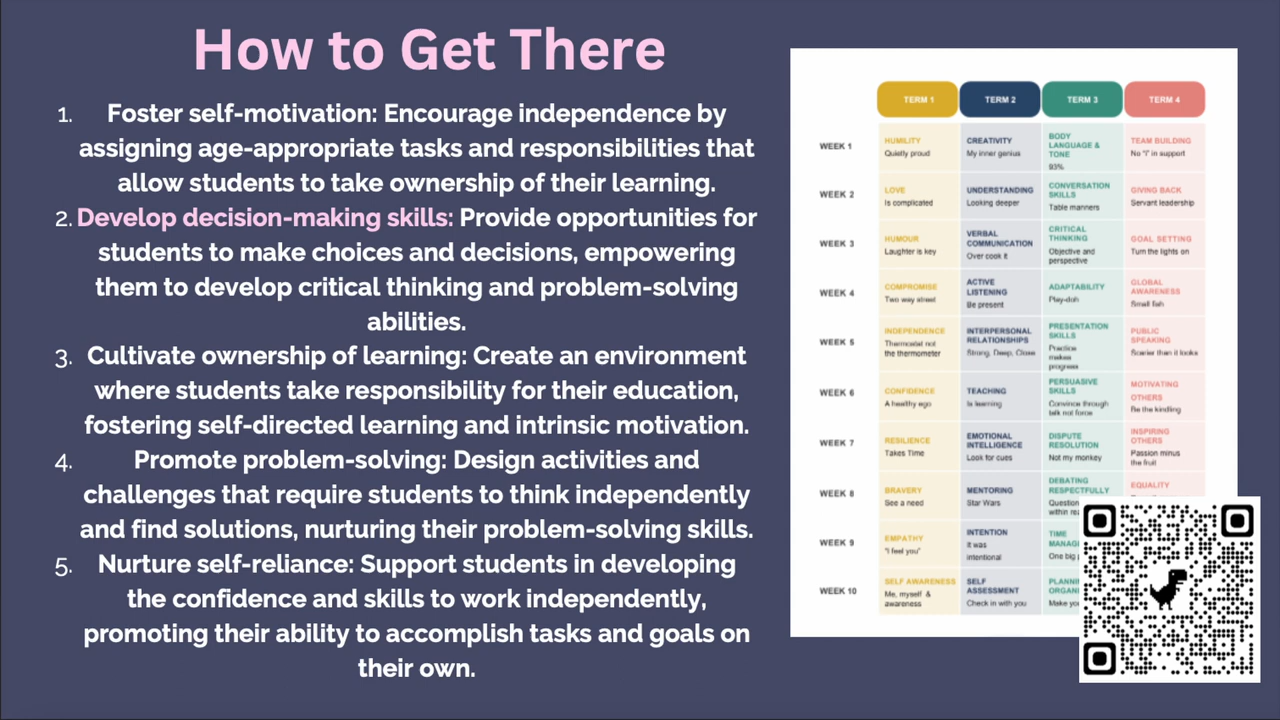 How to Get There
1. Foster self-motivation: Encourage independence by
assigning age-appropriate tasks and responsibilities that
allow students to take ownership of their learning.
2. Develop decision-making skills: Provide opportunities for
students to make choices and decisions, empowering
them to develop critical thinking and problem-solving
abilities.
3. Cultivate ownership of learning: Create an environment
where students take responsibility for their education,
fostering self-directed learning and intrinsic motivation.
4. Promote problem-solving: Design activities and
challenges that require students to think independently
and find solutions, nurturing their problem-solving skills.
5. Nurture self-reliance: Support students in developing
the confidence and skills to work independently,
promoting their ability to accomplish tasks and goals on
their own.
TERM 1
TERM 2
TERM 3
TERM 4
WEEK 1
HUMILITY
Quietly proud
CREATIVITY
My inner genius
BODY
LANGUAGE &
TONE
93%
TEAM BUILDING
No "I" in support
WEEK 2
LOVE
Is complicated
UNDERSTANDING
Looking deeper
CONVERSATION
SKILLS
Table manners
GIVING BACK
Servant leadership
WEEK 3
HUMOUR
Laughter is key
VERBAL
COMMUNICATION
Over cook it
CRITICAL
THINKING
Objective and
perspective
GOAL SETTING
Turn the lights on
WEEK 4
COMPROMISE
Two way street
ACTIVE
LISTENING
Be present
ADAPTABILITY
Play-doh
GLOBAL
AWARENESS
Small fish
WEEK 5
INDEPENDENCE
Thermostat not
the thermometer
INTERPERSONAL
RELATIONSHIPS
Strong, Deep, Close
PRESENTATION
SKILLS
Practice
makes
progress
PUBLIC
SPEAKING
Scarier than it looks
WEEK 6
CONFIDENCE
A healthy ego
TEACHING
Is learning
PERSUASIVE
SKILLS
Convince through
talk not force
MOTIVATING
OTHERS
Be the kindling
WEEK 7
RESILIENCE
Takes Time
EMOTIONAL
INTELLIGENCE
Look for cues
DISPUTE
RESOLUTION
Not my monkey
INSPIRING
OTHERS
Passion minus
the fruit
WEEK 8
BRAVERY
See a need
MENTORING
Star Wars
DEBATING
RESPECTFULLY
Question
within
EQUALITY
WEEK 9
EMPATHY
"I feel you"
INTENTION
It was
intentional
TIME
One big
WEEK 10
SELF AWARENESS
Me, myself &
awareness
SELF
ASSESSMENT
Check in with you
Make